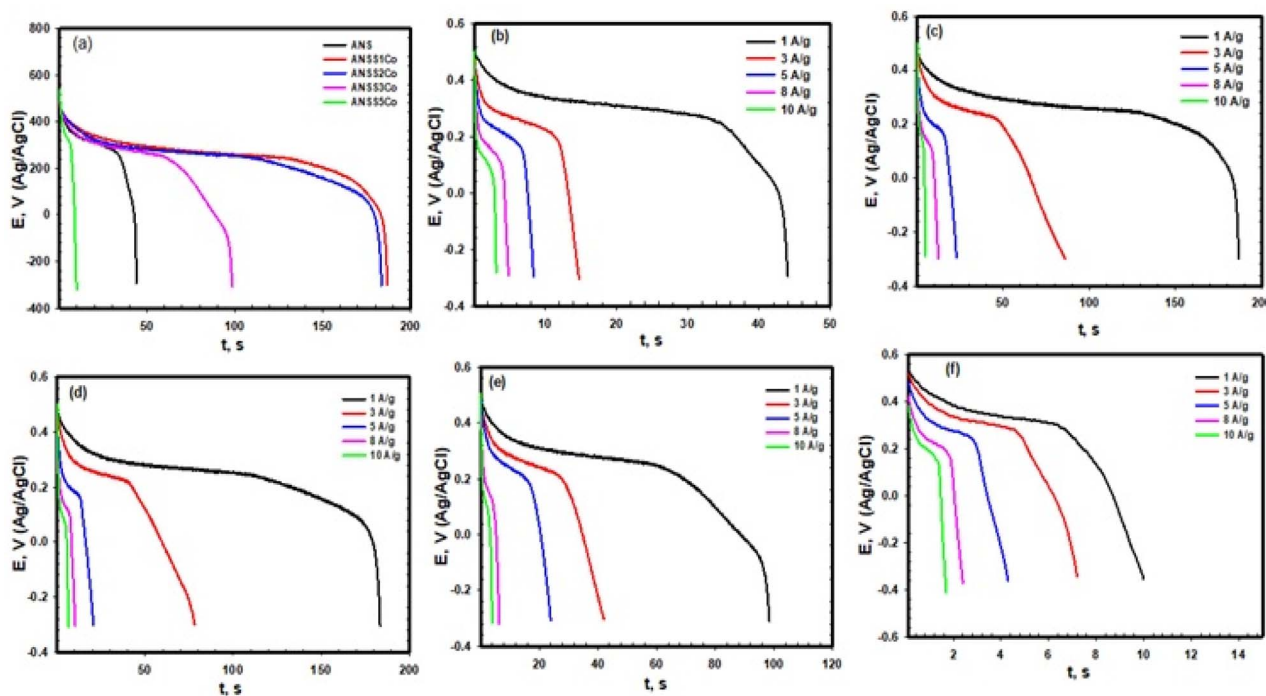 (a)
ANS
ANSS1Co
ANSS2Co
ANSS3Co
ANSS5Co
800
600
400
200
0
-200
-400
50
100
150
200
E, V (Ag/AgCl)
t, s
(b)
1 A/g
3 A/g
5 A/g
8 A/g
10 A/g
0.6
0.4
0.2
0.0
-0.2
-0.4
10
20
30
40
50
E, V (Ag/AgCl)
t, s
(c)
1 A/g
3 A/g
5 A/g
8 A/g
10 A/g
0.6
0.4
0.2
0.0
-0.2
-0.4
50
100
150
200
E, V (Ag/AgCl)
t, s
(d)
1 A/g
3 A/g
5 A/g
8 A/g
10 A/g
0.6
0.4
0.2
0.0
-0.2
-0.4
50
100
150
200
E, V (Ag/AgCl)
t, s
(e)
1 A/g
3 A/g
5 A/g
8 A/g
10 A/g
0.6
0.4
0.2
0.0
-0.2
-0.4
20
40
60
80
100
120
E, V (Ag/AgCl)
t, s
(f)
1 A/g
3 A/g
5 A/g
8 A/g
10 A/g
0.6
0.4
0.2
0.0
-0.2
-0.4
-0.6
2
4
6
8
10
12
14
E, V (Ag/AgCl)
t, s